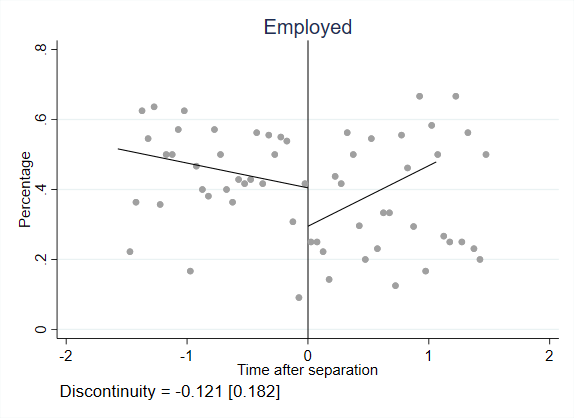 Employed
Percentage
.8
.6
.4
.2
0
-2
-1
0
1
2
Time after separation
Discontinuity = -0.121 [0.182]